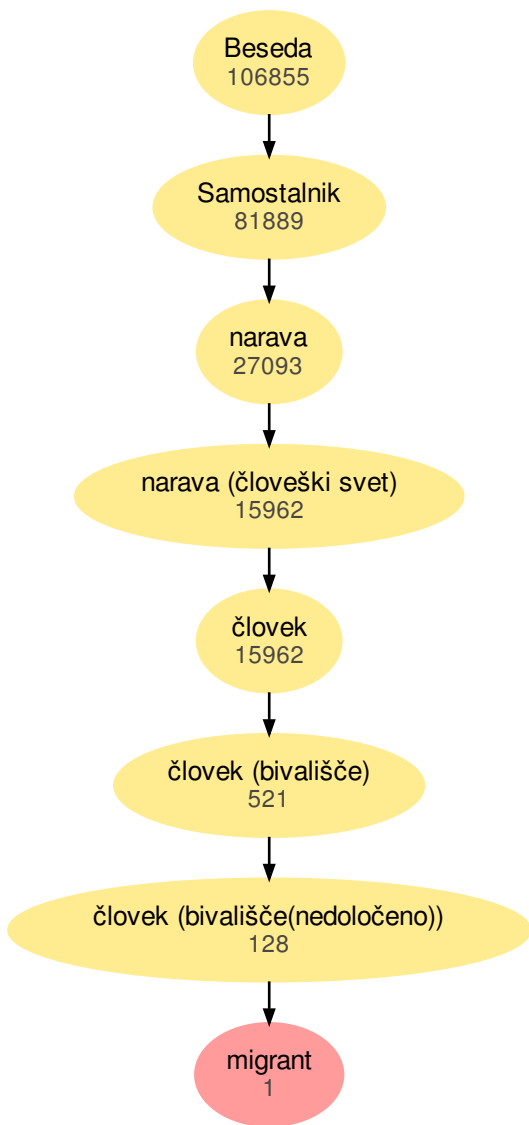 Beseda
106855
Samostalnik
81889
narava
27093
narava (človeški svet)
15962
človek
15962
človek (bivališče)
521
človek (bivališče(nedoločeno))
128
migrant
1